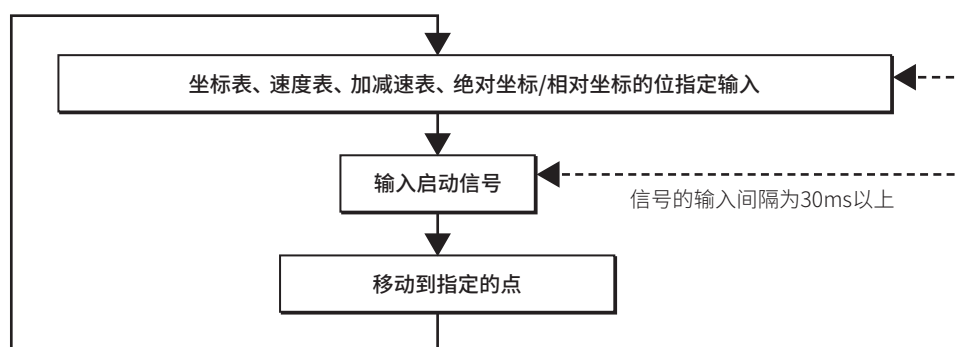 坐标表、速度表、加减速表、绝对坐标/相对坐标的位指定输入
输入启动信号
信号的输入间隔为30ms以上
移动到指定的点